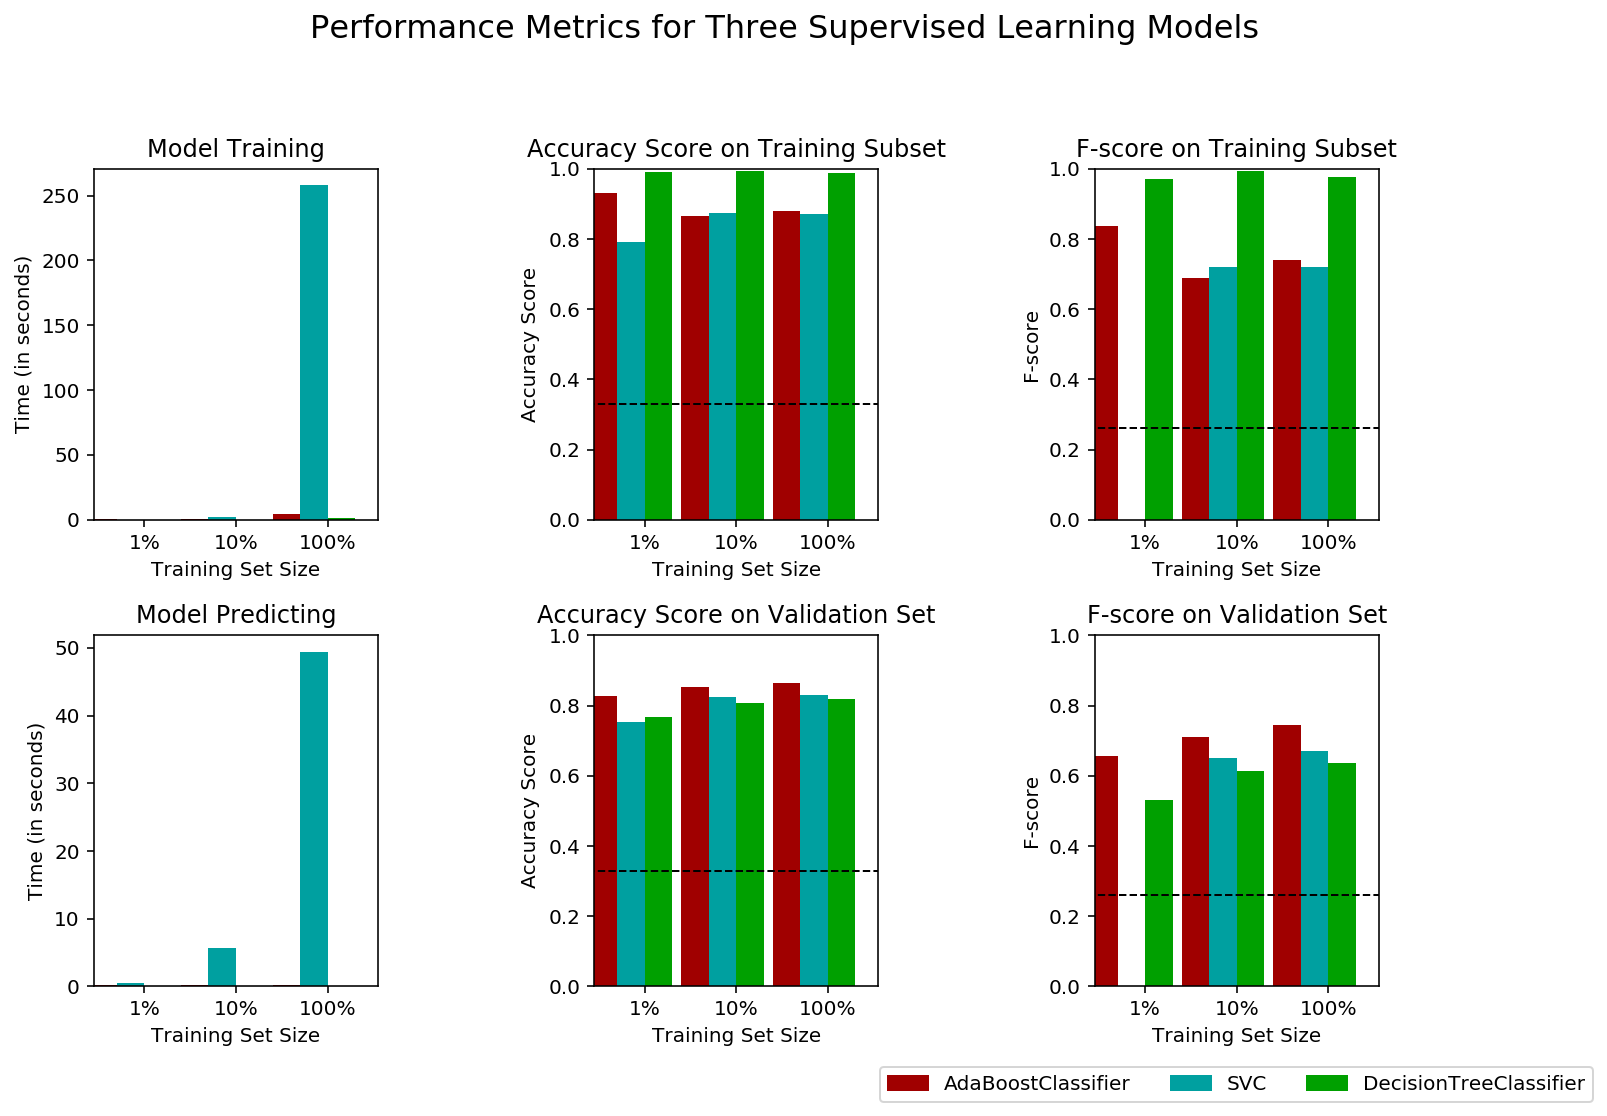 Performance Metrics for Three Supervised Learning Models
Model Training
Time (in seconds)
250
200
150
100
50
0
1% 10% 100%
Training Set Size
Accuracy Score on Training Subset
Accuracy Score
1.0
0.8
0.6
0.4
0.2
0.0
1% 10% 100%
Training Set Size
F-score on Training Subset
F-score
1.0
0.8
0.6
0.4
0.2
0.0
1% 10% 100%
Training Set Size
Model Predicting
Time (in seconds)
50
40
30
20
10
0
1% 10% 100%
Training Set Size
Accuracy Score on Validation Set
Accuracy Score
1.0
0.8
0.6
0.4
0.2
0.0
1% 10% 100%
Training Set Size
F-score on Validation Set
F-score
1.0
0.8
0.6
0.4
0.2
0.0
1% 10% 100%
Training Set Size
AdaBoostClassifier SVC DecisionTreeClassifier